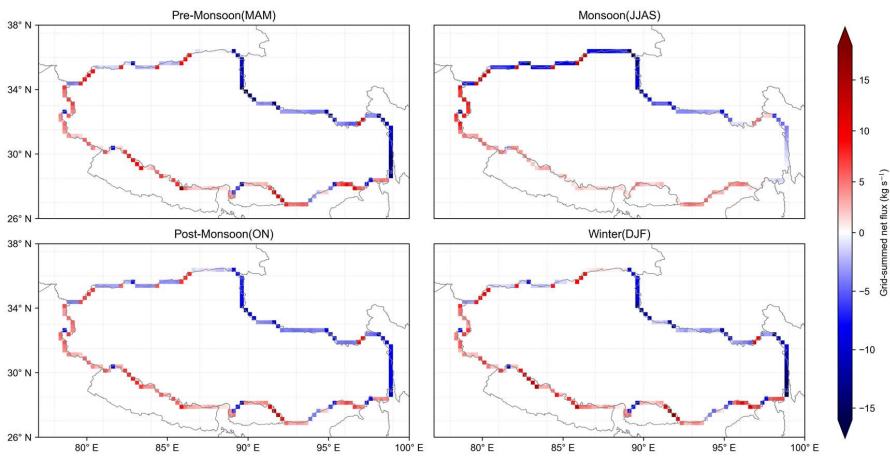 Pre-Monsoon(MAM)
Monsoon(JJAS)
38° N
34° N
30° N
26° N
Post-Monsoon(ON)
Winter(DJF)
38° N
34° N
30° N
26° N
80° E
85° E
90° E
95° E
100° E
80° E
85° E
90° E
95° E
100° E
15
10
5
0
−5
−10
−15
Grid-summed net flux (kg s⁻¹)